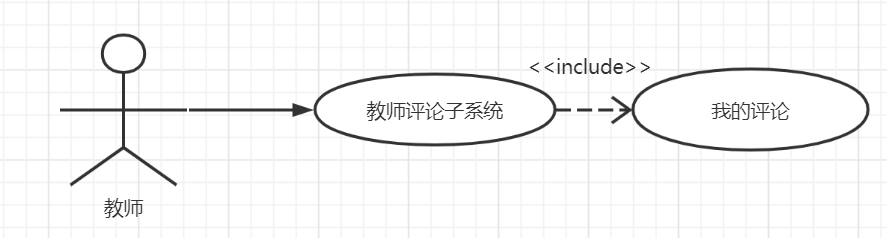 <<include>>
教师评论子系统
我的评论
教师